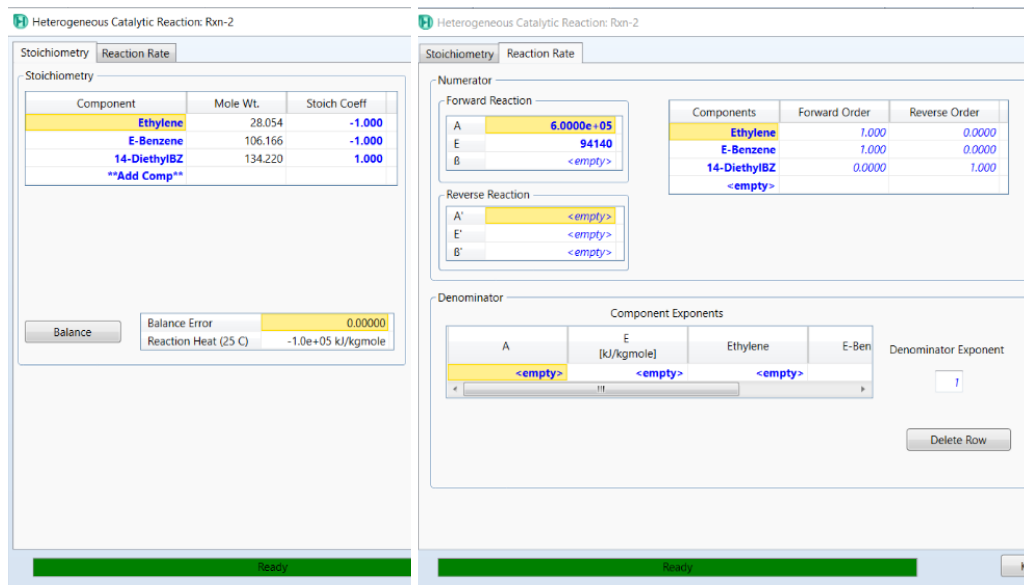 Heterogeneous Catalytic Reaction: Rxn-2
Stoichiometry Reaction Rate
Stoichiometry
Component Mole Wt. Stoich Coeff
Ethylene 28.054 -1.000
E-Benzene 106.166 -1.000
14-DiethylBZ 134.220 1.000
**Add Comp**
Balance
Balance Error 0.00000
Reaction Heat (25 C) -1.0e+05 kJ/kgmole
Ready
Heterogeneous Catalytic Reaction: Rxn-2
Stoichiometry Reaction Rate
Numerator
Forward Reaction
A 6.0000e+05
E 94140
ß <empty>
Reverse Reaction
A' <empty>
E' <empty>
ß' <empty>
Components Forward Order Reverse Order
Ethylene 1.000 0.0000
E-Benzene 1.000 0.0000
14-DiethylBZ 0.0000 1.000
<empty>
Denominator
Component Exponents
A E [kJ/kgmole] Ethylene E-Ben
<empty> <empty> <empty>
Denominator Exponent
1
Delete Row
Ready